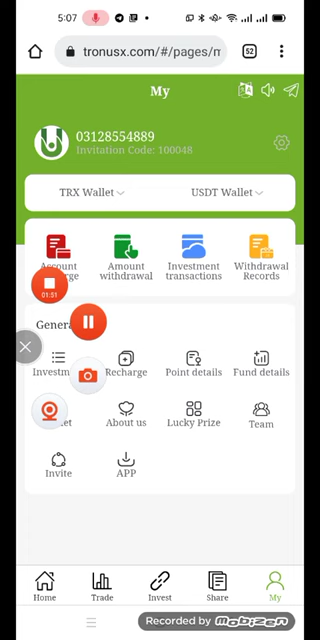 5:07
52
tronusx.com/#/pages/m
My
03128554889
Invitation Code: 100048
TRX Wallet
USDT Wallet
Account
Amount
withdrawal
Investment
transactions
Withdrawal
Records
01:51
Recharge
Point details
Fund details
About us
Lucky Prize
Team
Invite
APP
Home
Trade
Invest
Share
My
Recorded by MOBIZEN